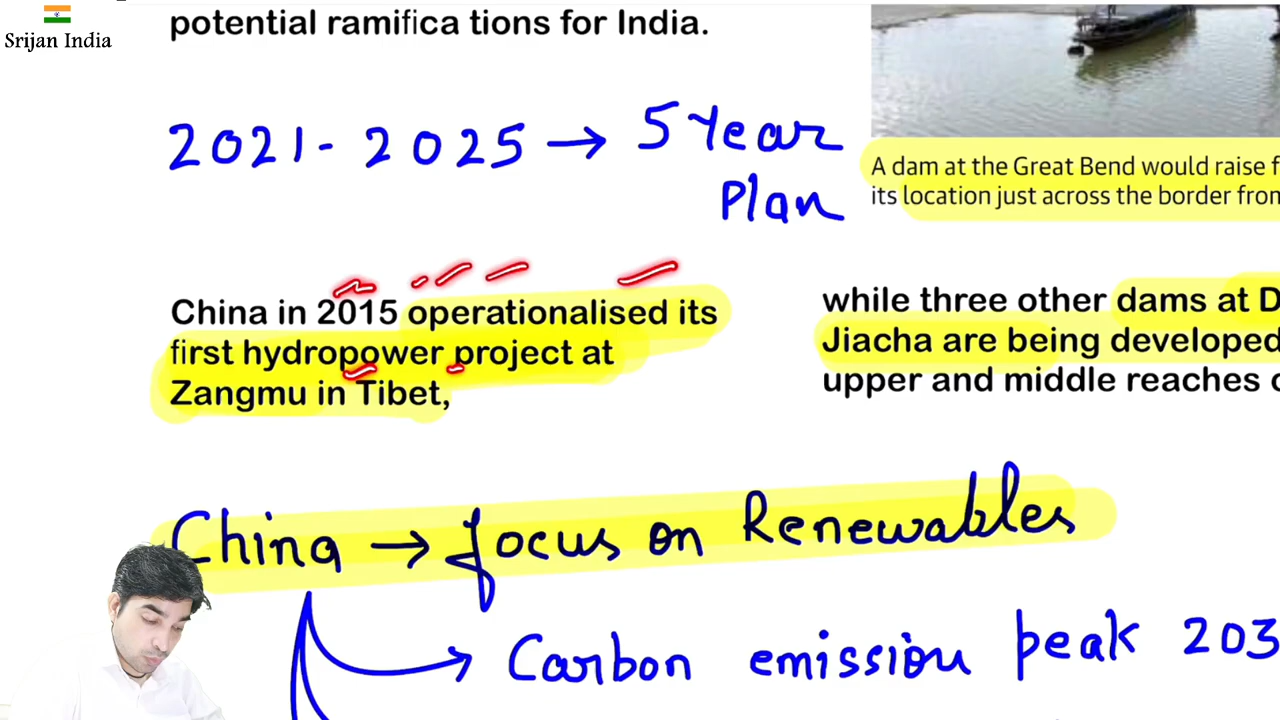 Srijan India
potential ramifica tions for India.
2021-2025 → 5 Year
Plan
A dam at the Great Bend would raise f
its location just across the border from
China in 2015 operationalised its
first hydropower project at
Zangmu in Tibet,
while three other dams at D
Jiacha are being developed
upper and middle reaches o
China → focus on Renewables
→ Carbon emission peak 203